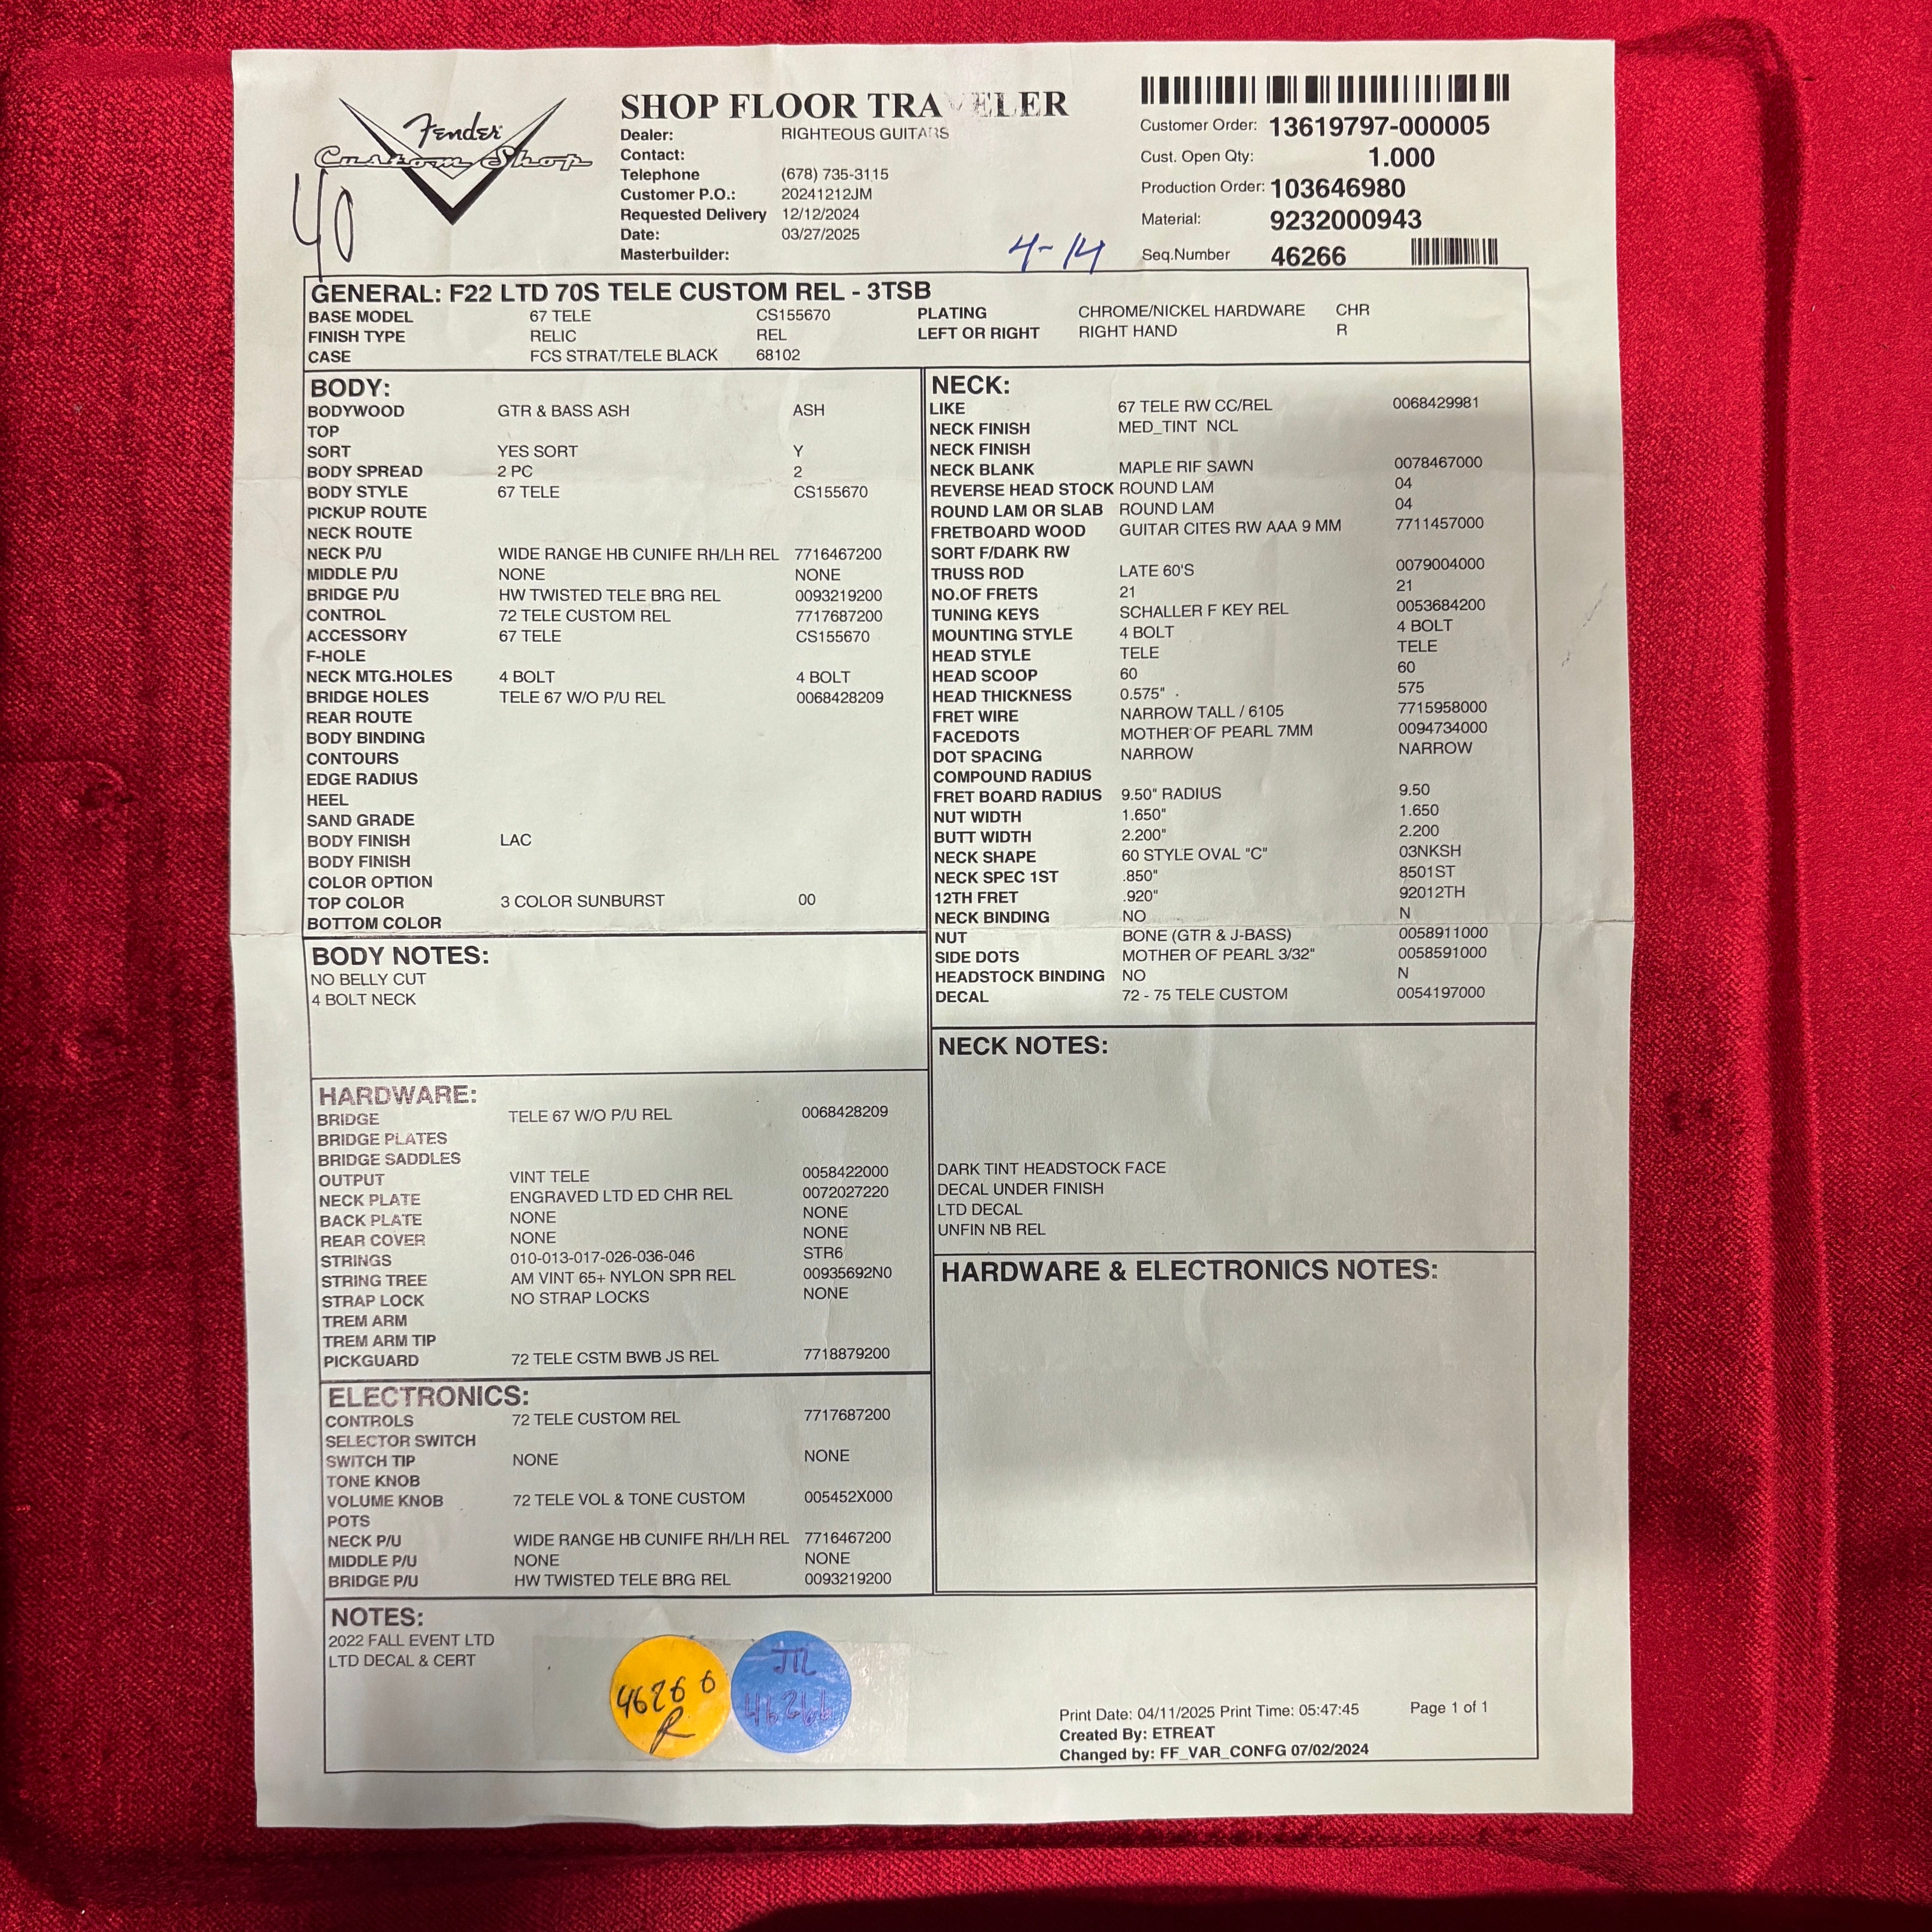 Fender
Custom Shop
40
SHOP FLOOR TRAVELER
Dealer: RIGHTEOUS GUITARS
Contact:
Telephone (678) 735-3115
Customer P.O.: 20241212JM
Requested Delivery 12/12/2024
Date: 03/27/2025
Masterbuilder:
4-14
Customer Order: 13619797-000005
Cust. Open Qty: 1.000
Production Order: 103646980
Material: 9232000943
Seq.Number 46266
GENERAL: F22 LTD 70S TELE CUSTOM REL - 3TSB
BASE MODEL 67 TELE CS155670 PLATING CHROME/NICKEL HARDWARE CHR
FINISH TYPE RELIC REL LEFT OR RIGHT RIGHT HAND R
CASE FCS STRAT/TELE BLACK 68102
BODY:
BODYWOOD GTR & BASS ASH ASH
TOP
SORT YES SORT Y
BODY SPREAD 2 PC 2
BODY STYLE 67 TELE CS155670
PICKUP ROUTE
NECK ROUTE
NECK P/U WIDE RANGE HB CUNIFE RH/LH REL 7716467200
MIDDLE P/U NONE NONE
BRIDGE P/U HW TWISTED TELE BRG REL 0093219200
CONTROL 72 TELE CUSTOM REL 7717687200
ACCESSORY 67 TELE CS155670
F-HOLE
NECK MTG.HOLES 4 BOLT 4 BOLT
BRIDGE HOLES TELE 67 W/O P/U REL 0068428209
REAR ROUTE
BODY BINDING
CONTOURS
EDGE RADIUS
HEEL
SAND GRADE
BODY FINISH LAC
BODY FINISH
COLOR OPTION
TOP COLOR 3 COLOR SUNBURST 00
BOTTOM COLOR
BODY NOTES:
NO BELLY CUT
4 BOLT NECK
HARDWARE:
BRIDGE TELE 67 W/O P/U REL 0068428209
BRIDGE PLATES
BRIDGE SADDLES
OUTPUT VINT TELE 0058422000
NECK PLATE ENGRAVED LTD ED CHR REL 0072027220
BACK PLATE NONE NONE
REAR COVER NONE NONE
STRINGS 010-013-017-026-036-046 STR6
STRING TREE AM VINT 65+ NYLON SPR REL 00935692N0
STRAP LOCK NO STRAP LOCKS NONE
TREM ARM
TREM ARM TIP
PICKGUARD 72 TELE CSTM BWB JS REL 7718879200
ELECTRONICS:
CONTROLS 72 TELE CUSTOM REL 7717687200
SELECTOR SWITCH
SWITCH TIP NONE NONE
TONE KNOB
VOLUME KNOB 72 TELE VOL & TONE CUSTOM 005452X000
POTS
NECK P/U WIDE RANGE HB CUNIFE RH/LH REL 7716467200
MIDDLE P/U NONE NONE
BRIDGE P/U HW TWISTED TELE BRG REL 0093219200
NECK:
LIKE 67 TELE RW CC/REL 0068429981
NECK FINISH MED_TINT NCL
NECK FINISH
NECK BLANK MAPLE RIF SAWN 0078467000
REVERSE HEAD STOCK ROUND LAM 04
ROUND LAM OR SLAB ROUND LAM 04
FRETBOARD WOOD GUITAR CITES RW AAA 9 MM 7711457000
SORT F/DARK RW
TRUSS ROD LATE 60'S 0079004000
NO.OF FRETS 21 21
TUNING KEYS SCHALLER F KEY REL 0053684200
MOUNTING STYLE 4 BOLT 4 BOLT
HEAD STYLE TELE TELE
HEAD SCOOP 60 60
HEAD THICKNESS 0.575" 575
FRET WIRE NARROW TALL / 6105 7715958000
FACEDOTS MOTHER OF PEARL 7MM 0094734000
DOT SPACING NARROW NARROW
COMPOUND RADIUS
FRET BOARD RADIUS 9.50" RADIUS 9.50
NUT WIDTH 1.650" 1.650
BUTT WIDTH 2.200" 2.200
NECK SHAPE 60 STYLE OVAL "C" 03NKSH
NECK SPEC 1ST .850" 8501ST
12TH FRET .920" 92012TH
NECK BINDING NO N
NUT BONE (GTR & J-BASS) 0058911000
SIDE DOTS MOTHER OF PEARL 3/32" 0058591000
HEADSTOCK BINDING NO N
DECAL 72 - 75 TELE CUSTOM 0054197000
NECK NOTES:
DARK TINT HEADSTOCK FACE
DECAL UNDER FINISH
LTD DECAL
UNFIN NB REL
HARDWARE & ELECTRONICS NOTES:
NOTES:
2022 FALL EVENT LTD
LTD DECAL & CERT
46266
R
46266
Print Date: 04/11/2025 Print Time: 05:47:45 Page 1 of 1
Created By: ETREAT
Changed by: FF_VAR_CONFG 07/02/2024